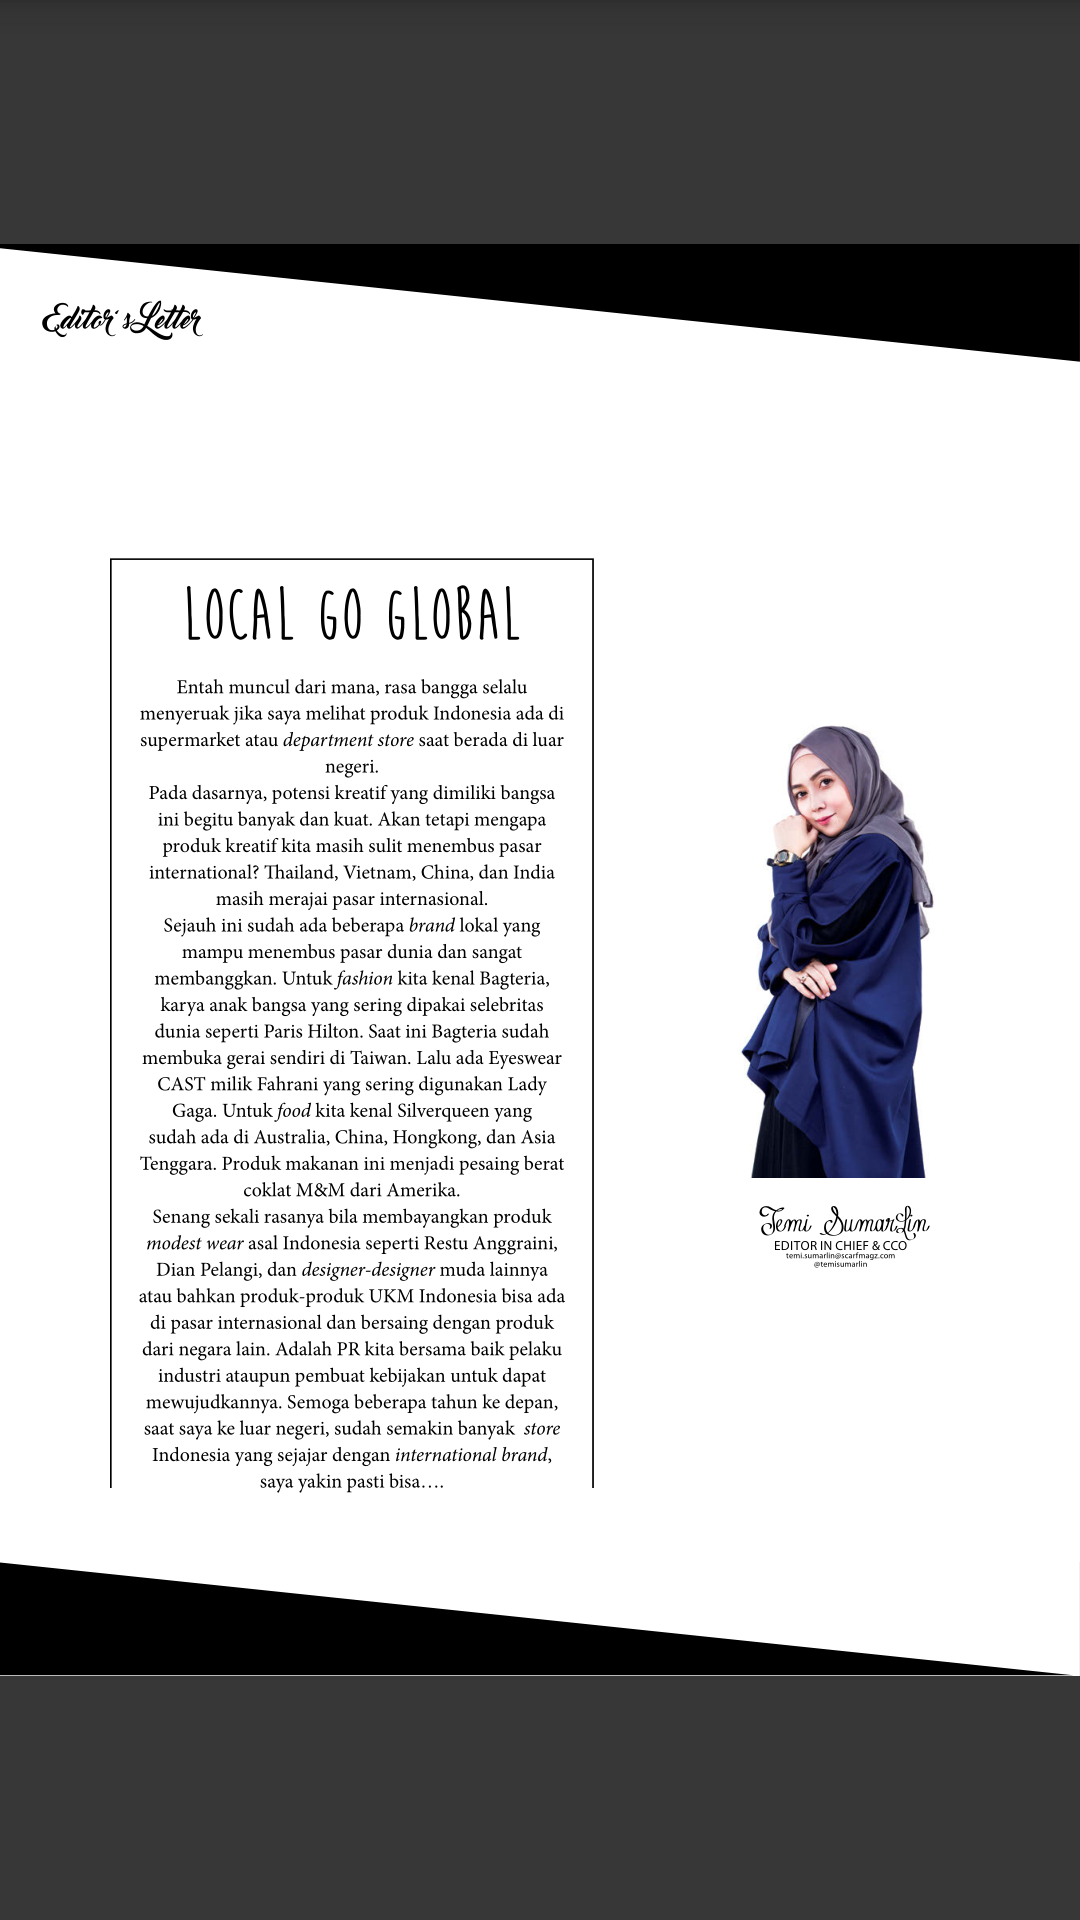 Editor's Letter
LOCAL GO GLOBAL
Entah muncul dari mana, rasa bangga selalu
menyeruak jika saya melihat produk Indonesia ada di
supermarket atau department store saat berada di luar
negeri.
Pada dasarnya, potensi kreatif yang dimiliki bangsa
ini begitu banyak dan kuat. Akan tetapi mengapa
produk kreatif kita masih sulit menembus pasar
international? Thailand, Vietnam, China, dan India
masih merajai pasar internasional.
Sejauh ini sudah ada beberapa brand lokal yang
mampu menembus pasar dunia dan sangat
membanggkan. Untuk fashion kita kenal Bagteria,
karya anak bangsa yang sering dipakai selebritas
dunia seperti Paris Hilton. Saat ini Bagteria sudah
membuka gerai sendiri di Taiwan. Lalu ada Eyeswear
CAST milik Fahrani yang sering digunakan Lady
Gaga. Untuk food kita kenal Silverqueen yang
sudah ada di Australia, China, Hongkong, dan Asia
Tenggara. Produk makanan ini menjadi pesaing berat
coklat M&M dari Amerika.
Senang sekali rasanya bila membayangkan produk
modest wear asal Indonesia seperti Restu Anggraini,
Dian Pelangi, dan designer-designer muda lainnya
atau bahkan produk-produk UKM Indonesia bisa ada
di pasar internasional dan bersaing dengan produk
dari negara lain. Adalah PR kita bersama baik pelaku
industri ataupun pembuat kebijakan untuk dapat
mewujudkannya. Semoga beberapa tahun ke depan,
saat saya ke luar negeri, sudah semakin banyak store
Indonesia yang sejajar dengan international brand,
saya yakin pasti bisa….
Temi Sumarlin
EDITOR IN CHIEF & CCO
temi.sumarlin@scarfmagz.com
@temisumarlin